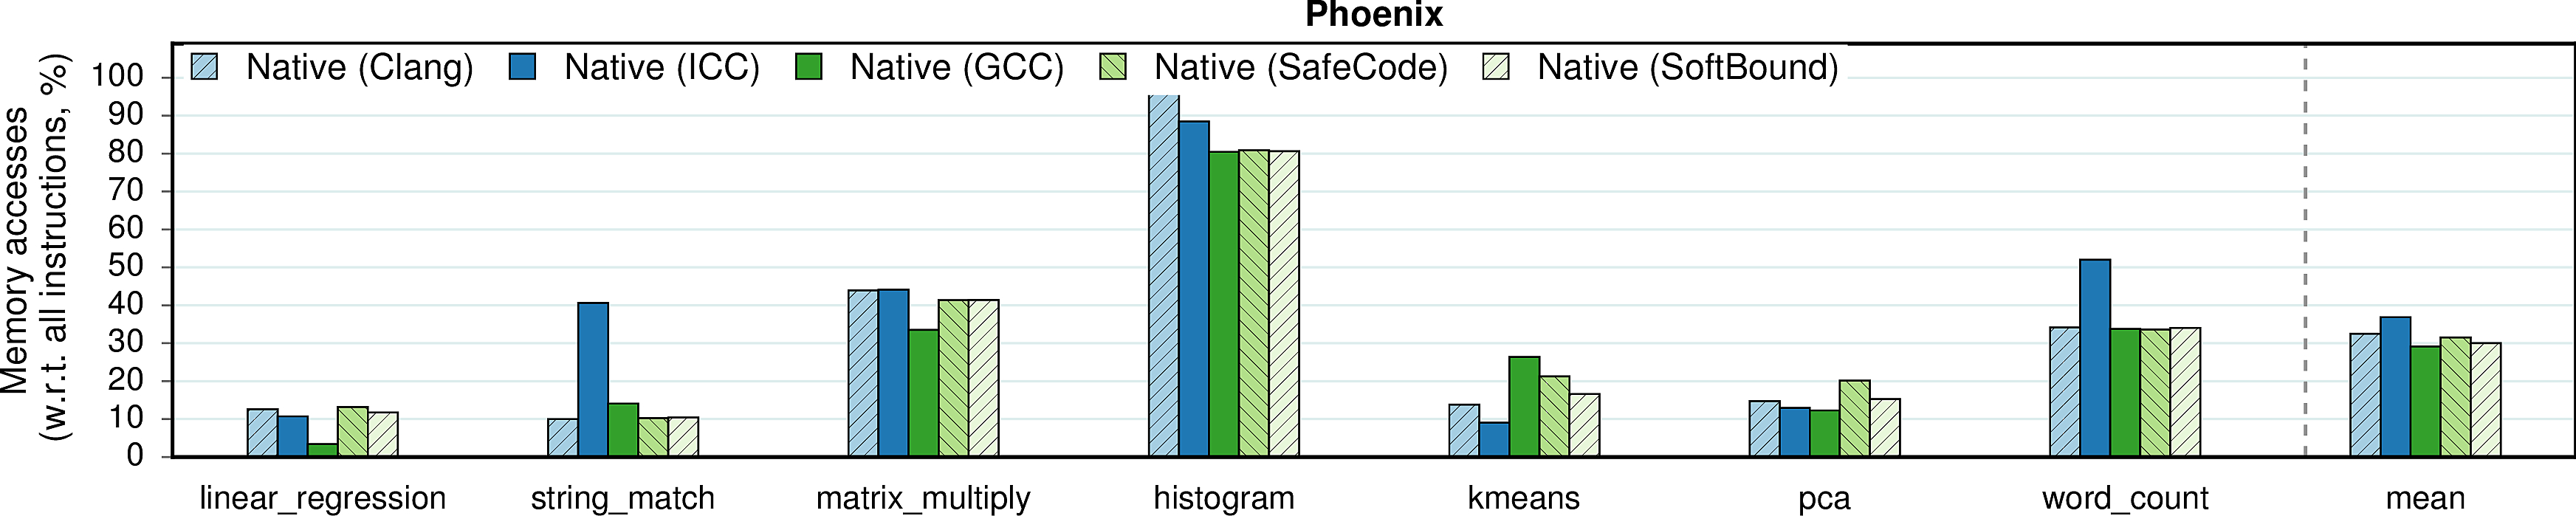 Phoenix
Native (Clang) Native (ICC) Native (GCC) Native (SafeCode) Native (SoftBound)
Memory accesses
(w.r.t. all instructions, %)
100
90
80
70
60
50
40
30
20
10
0
linear_regression string_match matrix_multiply histogram kmeans pca word_count mean